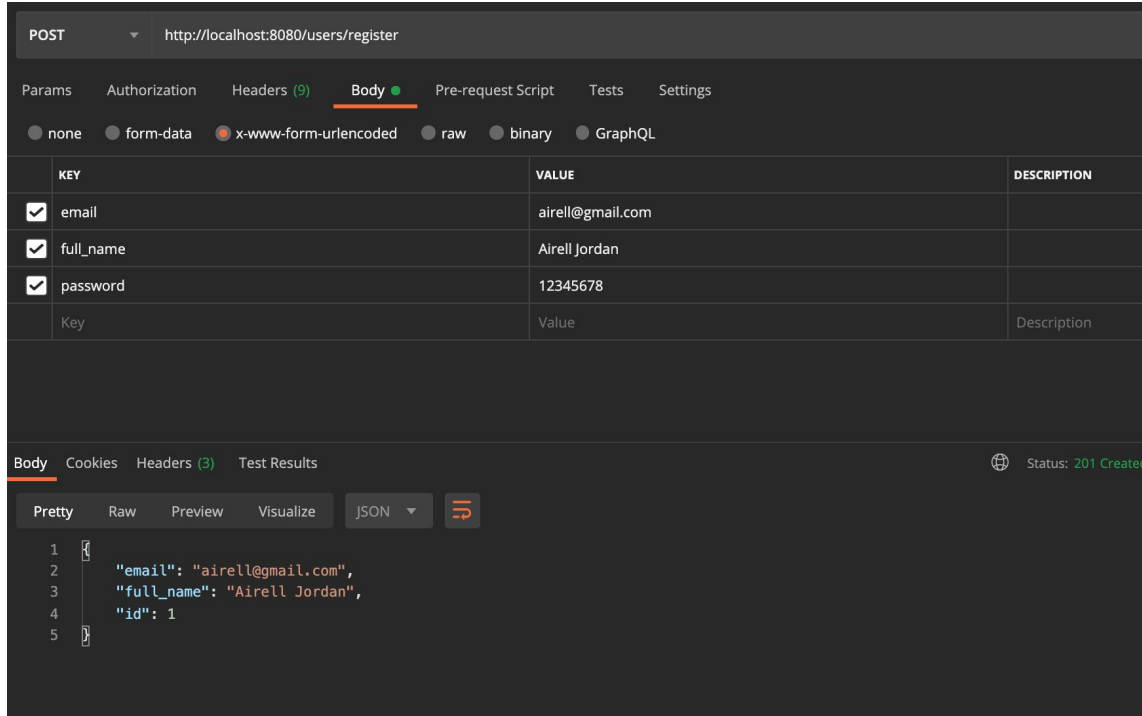 POST http://localhost:8080/users/register
Params Authorization Headers (9) Body Pre-request Script Tests Settings
none form-data x-www-form-urlencoded raw binary GraphQL
KEY VALUE DESCRIPTION
email airell@gmail.com
full_name Airell Jordan
password 12345678
Key Value Description
Body Cookies Headers (3) Test Results Status: 201 Created
Pretty Raw Preview Visualize JSON
1 {
2 "email": "airell@gmail.com",
3 "full_name": "Airell Jordan",
4 "id": 1
5 }